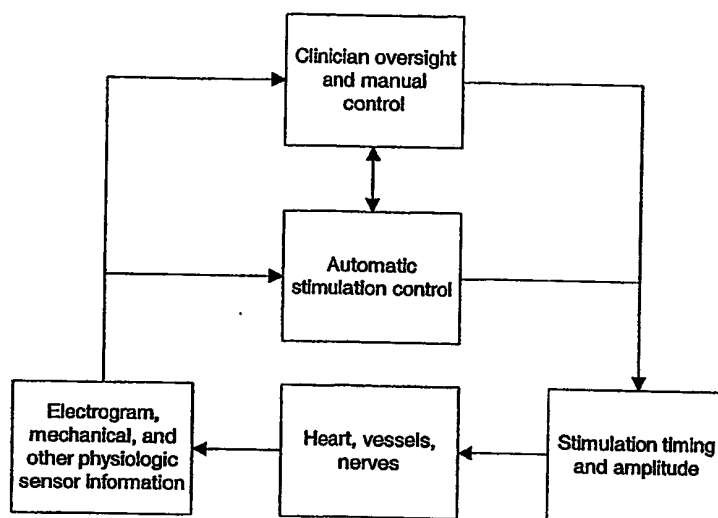 Clinician oversight
and manual
control
Automatic
stimulation control
Electrogram,
mechanical, and
other physiologic
sensor information
Heart, vessels,
nerves
Stimulation timing
and amplitude